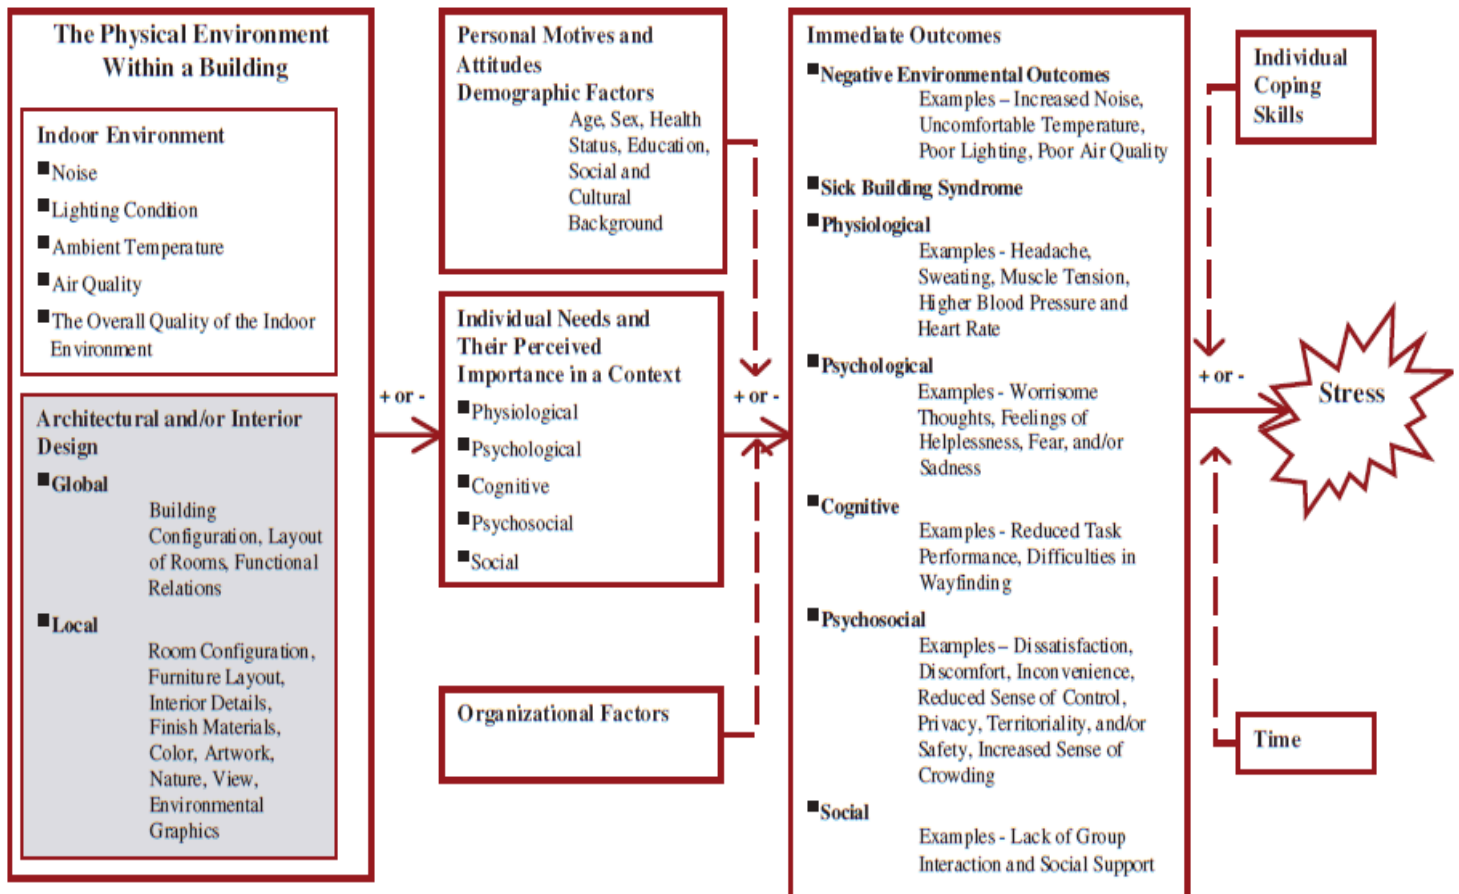 The Physical Environment
Within a Building
Indoor Environment
■Noise
■Lighting Condition
■Ambient Temperature
■Air Quality
■The Overall Quality of the Indoor
Environment
Architectural and/or Interior
Design
■Global
Building
Configuration, Layout
of Rooms, Functional
Relations
■Local
Room Configuration,
Furniture Layout,
Interior Details,
Finish Materials,
Color, Artwork,
Nature, View,
Environmental
Graphics
+ or -
Personal Motives and
Attitudes
Demographic Factors
Age, Sex, Health
Status, Education,
Social and
Cultural
Background
Individual Needs and
Their Perceived
Importance in a Context
■Physiological
■Psychological
■Cognitive
■Psychosocial
■Social
Organizational Factors
+ or -
Immediate Outcomes
■Negative Environmental Outcomes
Examples – Increased Noise,
Uncomfortable Temperature,
Poor Lighting, Poor Air Quality
■Sick Building Syndrome
■Physiological
Examples - Headache,
Sweating, Muscle Tension,
Higher Blood Pressure and
Heart Rate
■Psychological
Examples - Worrisome
Thoughts, Feelings of
Helplessness, Fear, and/or
Sadness
■Cognitive
Examples - Reduced Task
Performance, Difficulties in
Wayfinding
■Psychosocial
Examples – Dissatisfaction,
Discomfort, Inconvenience,
Reduced Sense of Control,
Privacy, Territoriality, and/or
Safety, Increased Sense of
Crowding
■Social
Examples - Lack of Group
Interaction and Social Support
Individual
Coping
Skills
+ or -
Stress
Time